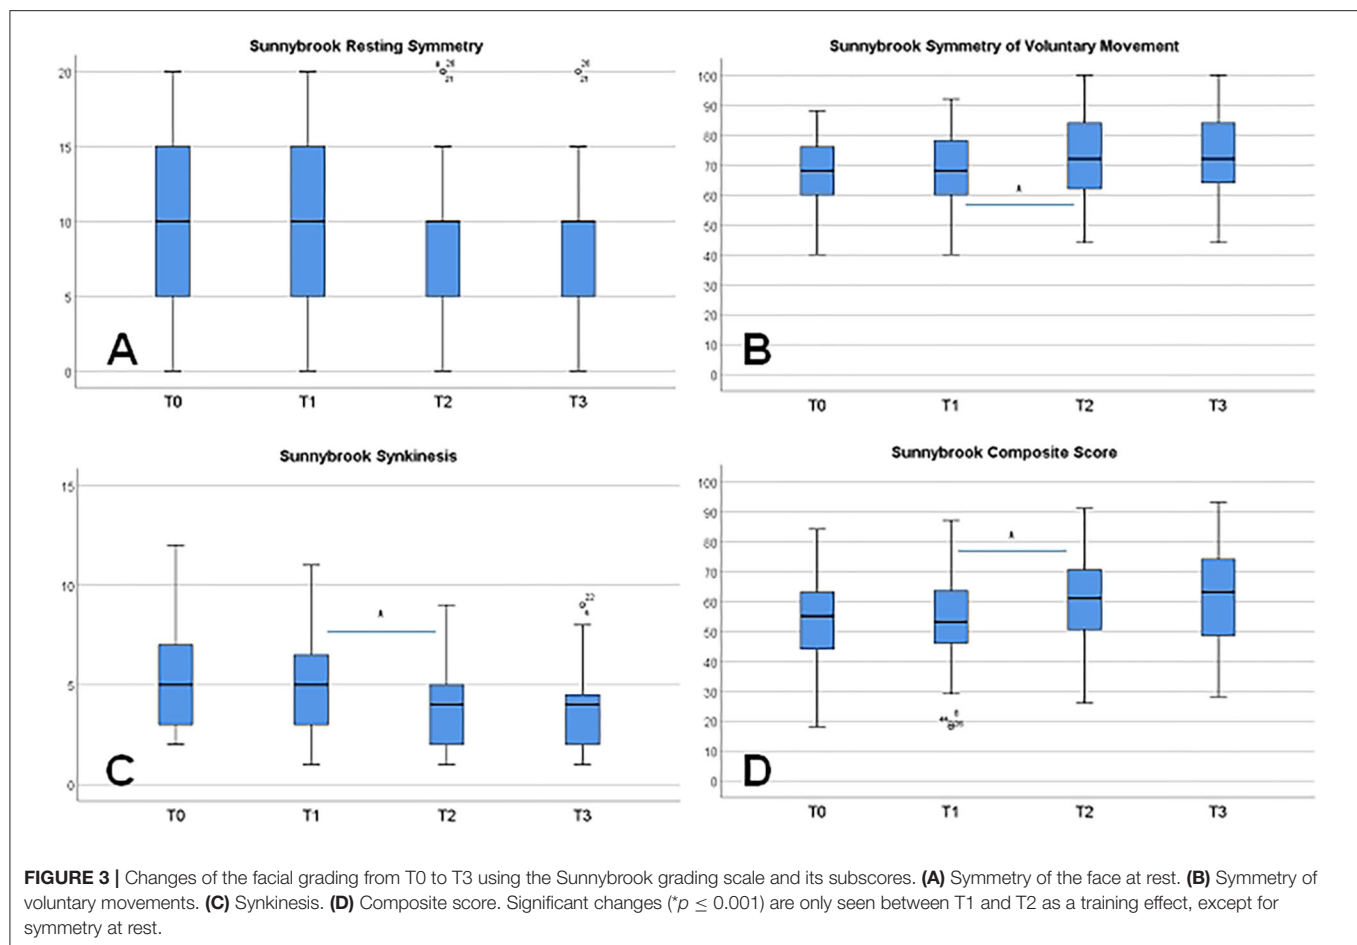 Sunnybrook Resting Symmetry
20
15
10
5
0
26
21
26
21
A
T0 T1 T2 T3
Sunnybrook Symmetry of Voluntary Movement
100
90
80
70
60
50
40
30
20
10
0
B
T0 T1 T2 T3
Sunnybrook Synkinesis
15
10
5
0
22
C
T0 T1 T2 T3
Sunnybrook Composite Score
100
90
80
70
60
50
40
30
20
10
0
D
T0 T1 T2 T3
FIGURE 3 | Changes of the facial grading from T0 to T3 using the Sunnybrook grading scale and its subscores. (A) Symmetry of the face at rest. (B) Symmetry of
voluntary movements. (C) Synkinesis. (D) Composite score. Significant changes (*p ≤ 0.001) are only seen between T1 and T2 as a training effect, except for
symmetry at rest.